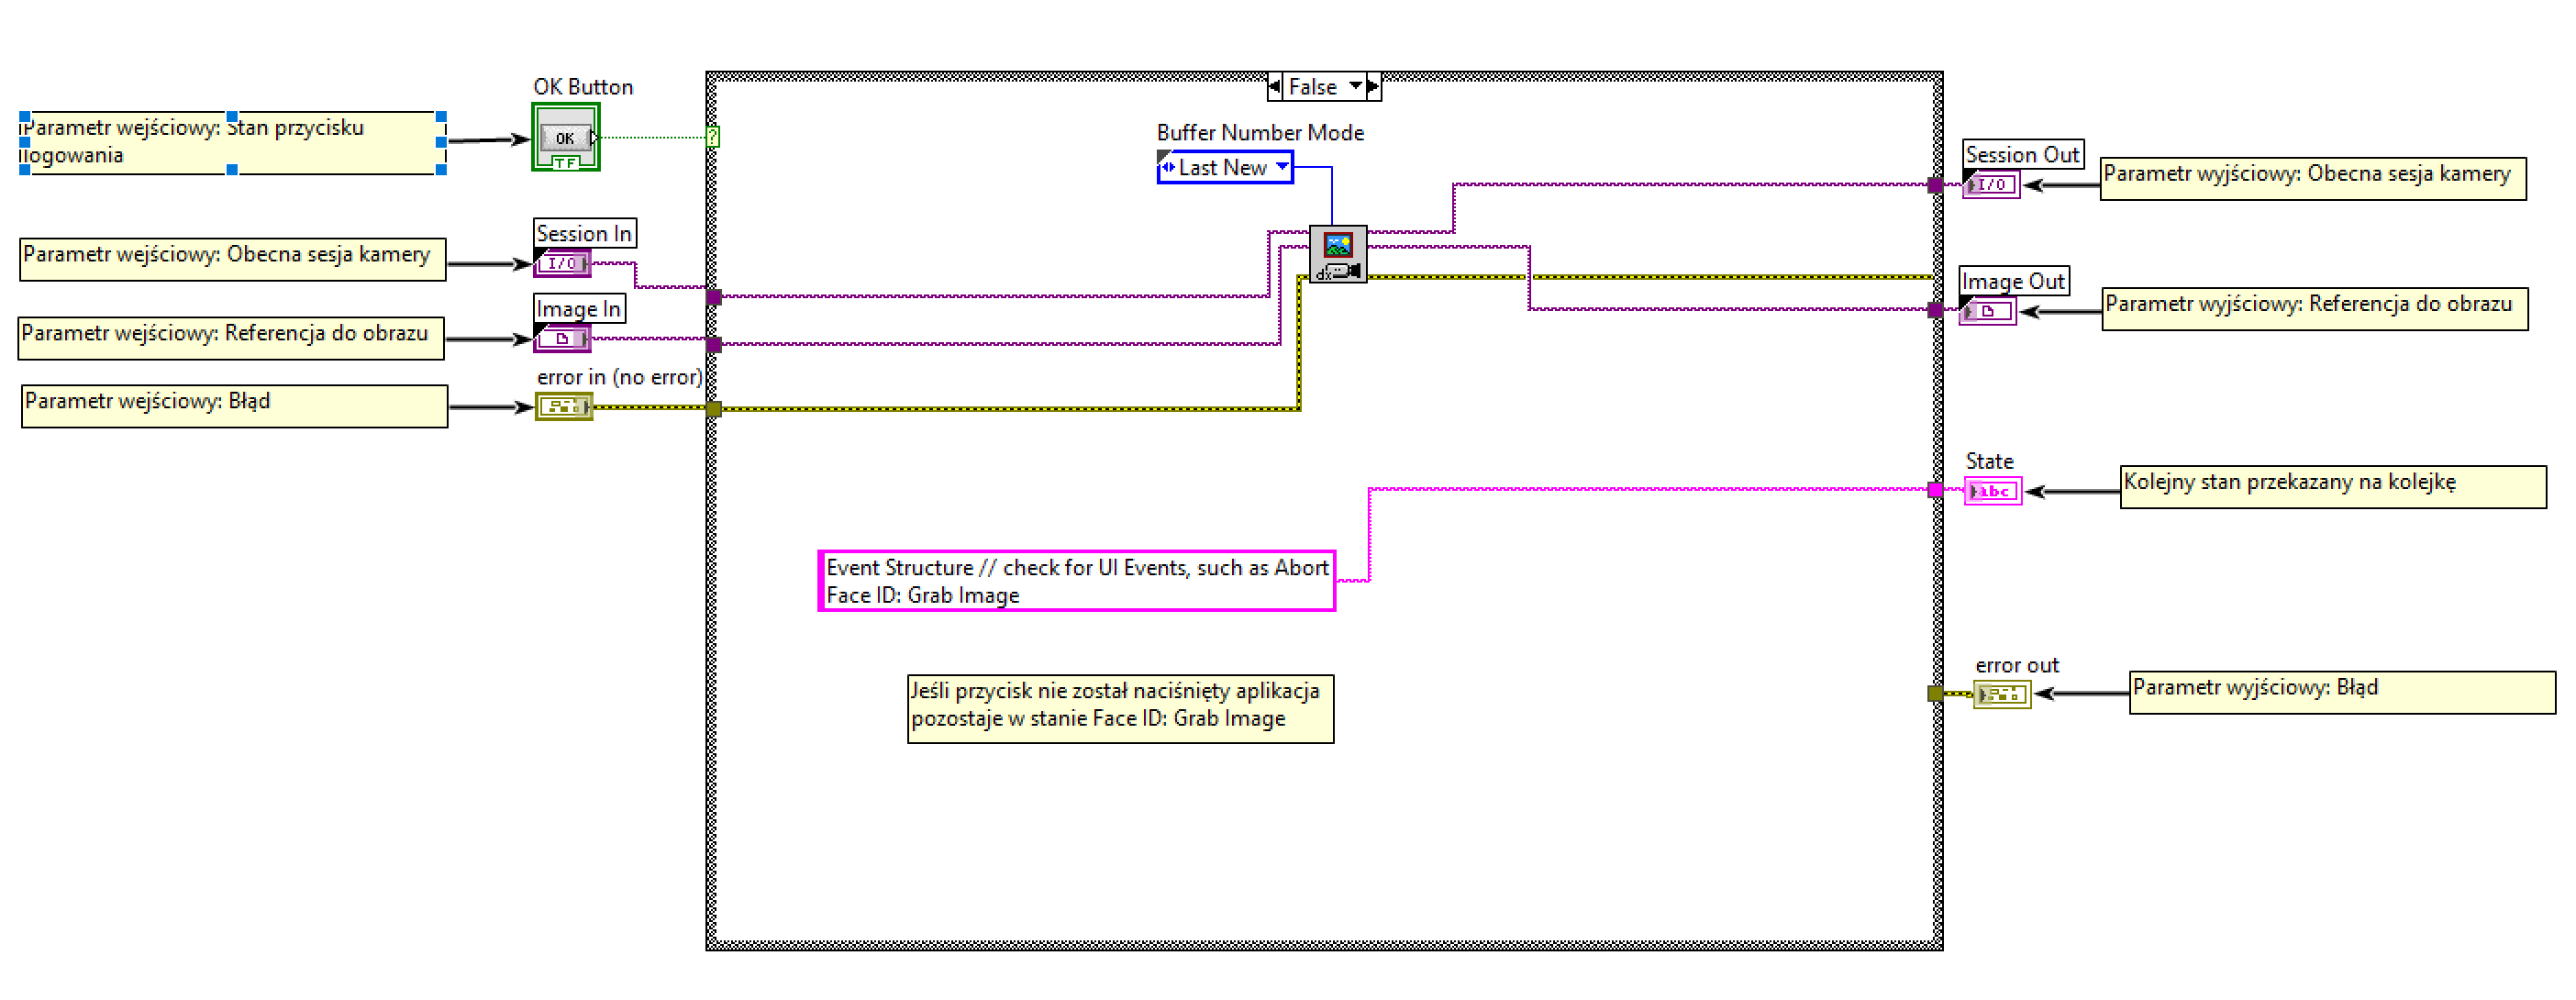 OK Button
Parametr wejściowy: Stan przycisku
logowania
OK
TF
?
Session In
Parametr wejściowy: Obecna sesja kamery
I/O
Image In
Parametr wejściowy: Referencja do obrazu
error in (no error)
Parametr wejściowy: Błąd
False
Buffer Number Mode
Last New
dx
Event Structure // check for UI Events, such as Abort
Face ID: Grab Image
Jeśli przycisk nie został naciśnięty aplikacja
pozostaje w stanie Face ID: Grab Image
Session Out
I/O
Parametr wyjściowy: Obecna sesja kamery
Image Out
Parametr wyjściowy: Referencja do obrazu
State
abc
Kolejny stan przekazany na kolejkę
error out
Parametr wyjściowy: Błąd